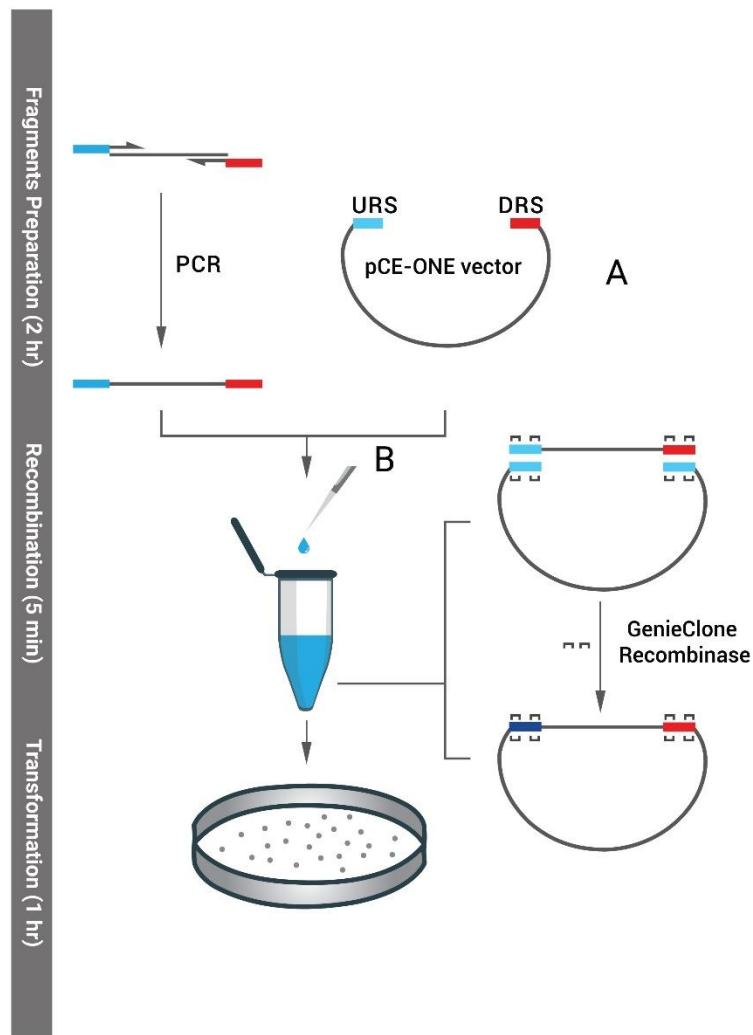 Fragments Preparation (2 hr)
Recombination (5 min)
Transformation (1 hr)
PCR
URS
DRS
pCE-ONE vector
A
B
GenieClone
Recombinase